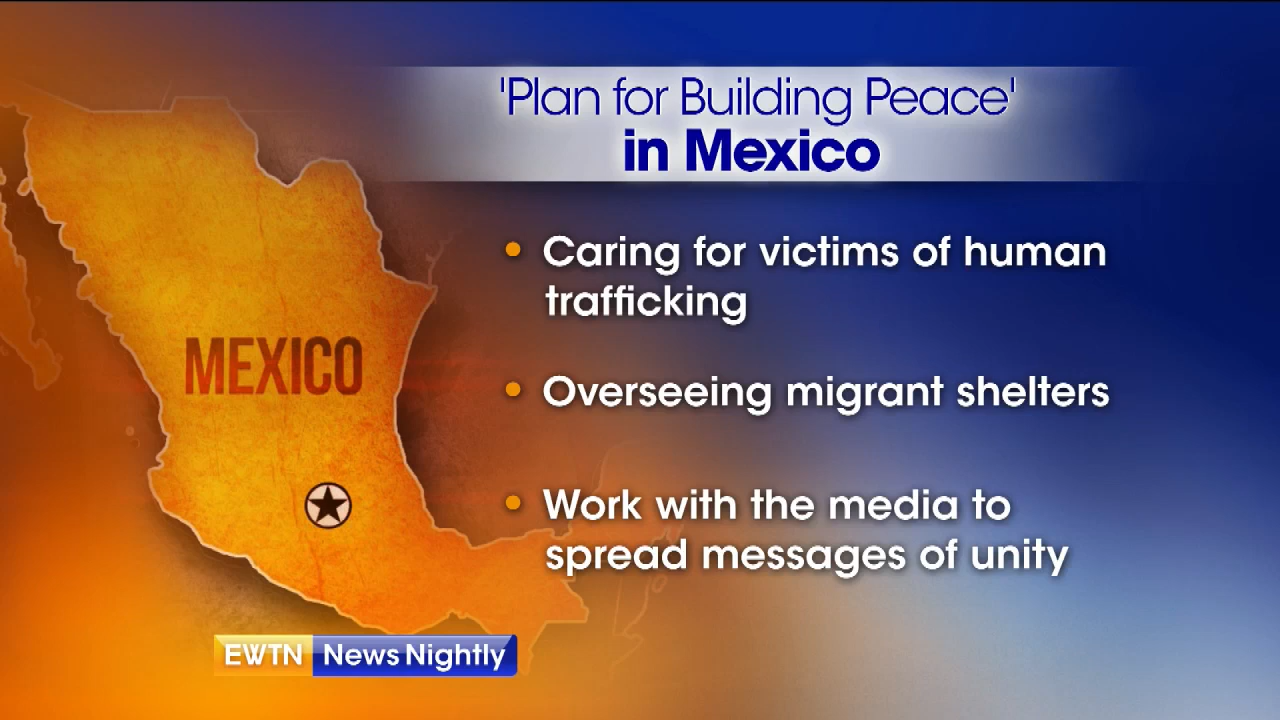 'Plan for Building Peace'
in Mexico
• Caring for victims of human
trafficking
MEXICO
• Overseeing migrant shelters
• Work with the media to
spread messages of unity
EWTN News Nightly